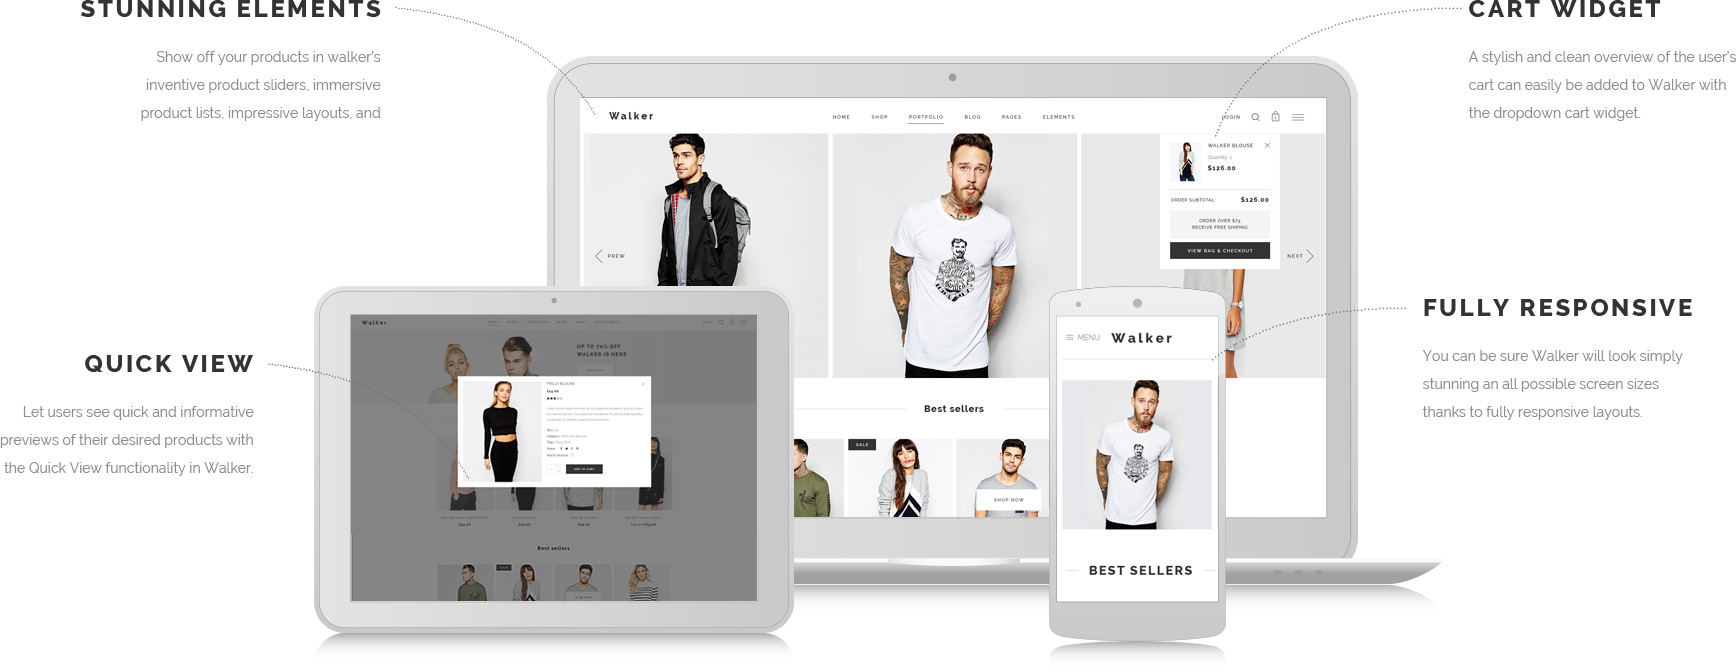 STUNNING ELEMENTS
Show off your products in walker's
inventive product sliders, immersive
product lists, impressive layouts, and
CART WIDGET
A stylish and clean overview of the user's
cart can easily be added to Walker with
the dropdown cart widget.
Walker
HOME SHOP PORTFOLIO BLOG PAGES ELEMENTS LOGIN
WALKER BLOUSE
Quantity: 1
$126.00
ORDER SUBTOTAL: $126.00
ORDER OVER $75
RECEIVE FREE SHIPING
VIEW BAG & CHECKOUT
PREW
NEXT
Best sellers
SALE
SHOP NOW
QUICK VIEW
Let users see quick and informative
previews of their desired products with
the Quick View functionality in Walker.
Walker
UP TO 70% OFF
WALKER IS HERE
FRILLY BLOUSE
ADD TO CART
Best sellers
FULLY RESPONSIVE
You can be sure Walker will look simply
stunning an all possible screen sizes
thanks to fully responsive layouts.
MENU Walker
BEST SELLERS